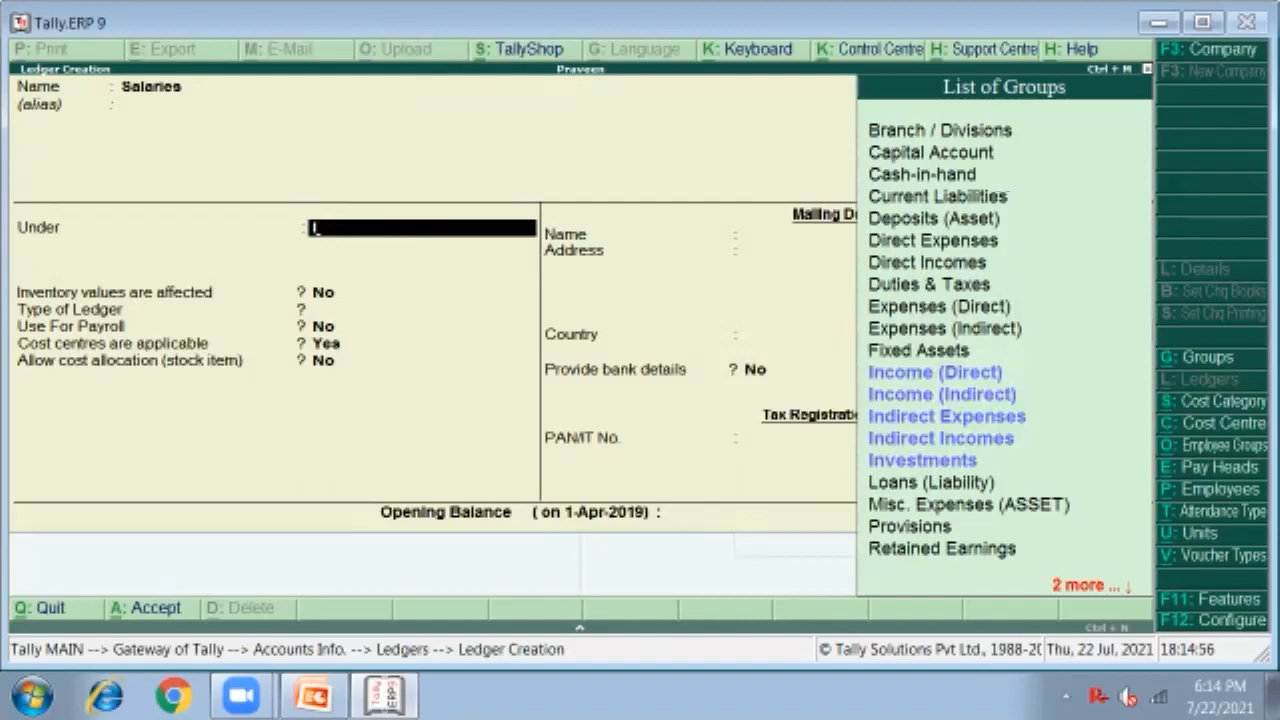 Tally.ERP 9
P: Print
E: Export
M: E-Mail
O: Upload
S: TallyShop
G: Language
K: Keyboard
K: Control Centre
H: Support Centre
H: Help
F3: Company
F3: New Company
Ledger Creation
Praveen
Ctrl + M
Name : Salaries
(alias) :
Under : I
Inventory values are affected ? No
Type of Ledger ?
Use For Payroll ? No
Cost centres are applicable ? Yes
Allow cost allocation (stock item) ? No
Mailing De
Name :
Address :
Country :
Provide bank details ? No
Tax Registratio
PAN/IT No. :
Opening Balance ( on 1-Apr-2019) :
List of Groups
Branch / Divisions
Capital Account
Cash-in-hand
Current Liabilities
Deposits (Asset)
Direct Expenses
Direct Incomes
Duties & Taxes
Expenses (Direct)
Expenses (Indirect)
Fixed Assets
Income (Direct)
Income (Indirect)
Indirect Expenses
Indirect Incomes
Investments
Loans (Liability)
Misc. Expenses (ASSET)
Provisions
Retained Earnings
2 more ... ↓
L: Details
B: Set Chq Books
S: Set Chq Printing
G: Groups
L: Ledgers
S: Cost Category
C: Cost Centre
O: Employee Groups
E: Pay Heads
P: Employees
T: Attendance Type
U: Units
V: Voucher Types
F11: Features
F12: Configure
Q: Quit
A: Accept
D: Delete
Ctrl + N
Tally MAIN --> Gateway of Tally --> Accounts Info. --> Ledgers --> Ledger Creation
© Tally Solutions Pvt Ltd., 1988-20
Thu, 22 Jul, 2021
18:14:56
Tally
ERP9
6:14 PM
7/22/2021